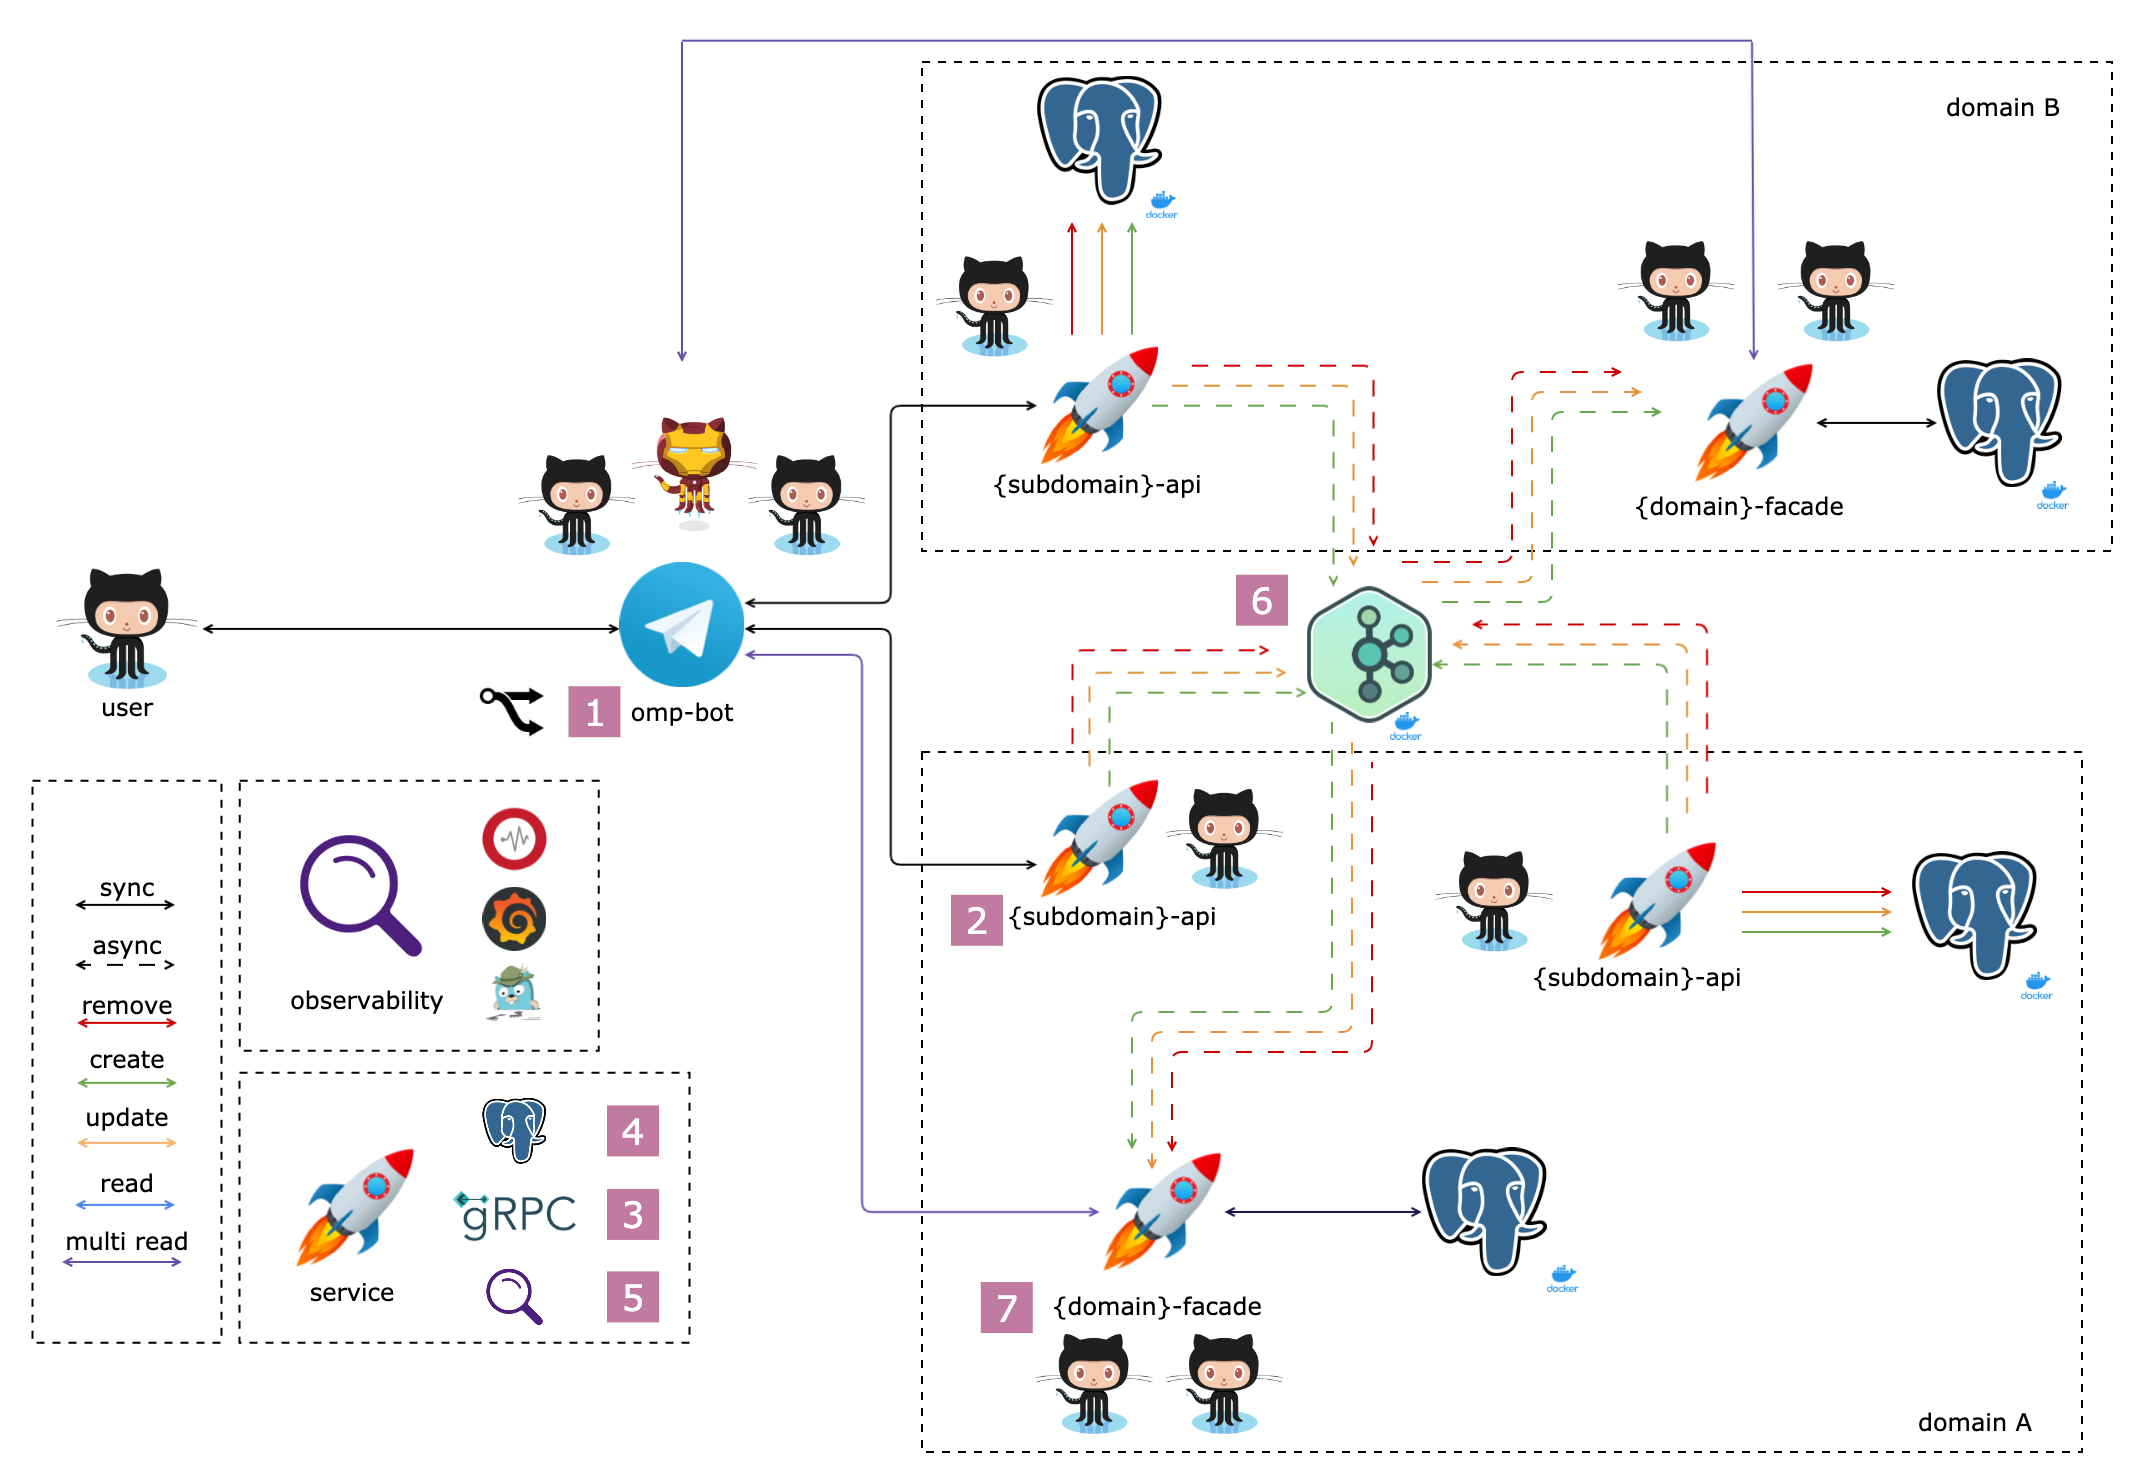 domain B
docker
{subdomain}-api
{domain}-facade
docker
6
user
1
omp-bot
docker
2
{subdomain}-api
{subdomain}-api
docker
sync
async
remove
create
update
read
multi read
observability
4
gRPC
3
service
5
docker
7
{domain}-facade
domain A